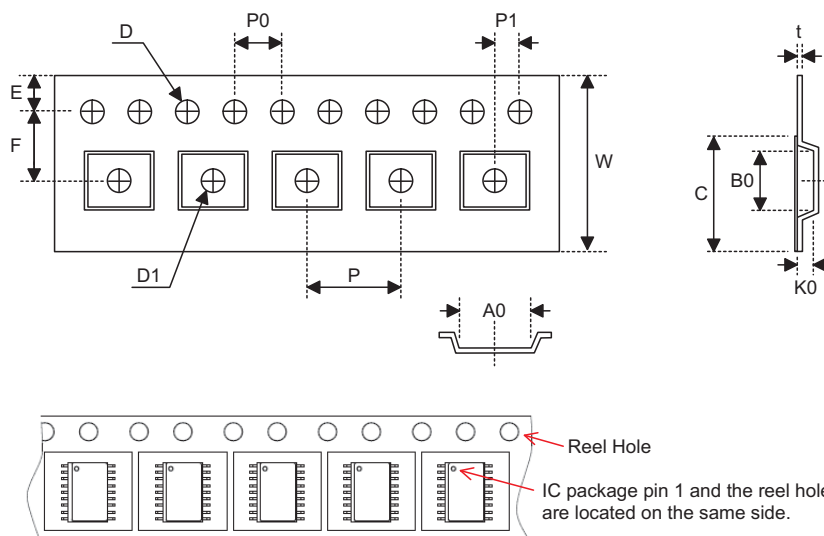 D
P0
P1
t
E
F
W
C
B0
D1
P
A0
K0
Reel Hole
IC package pin 1 and the reel hole
are located on the same side.